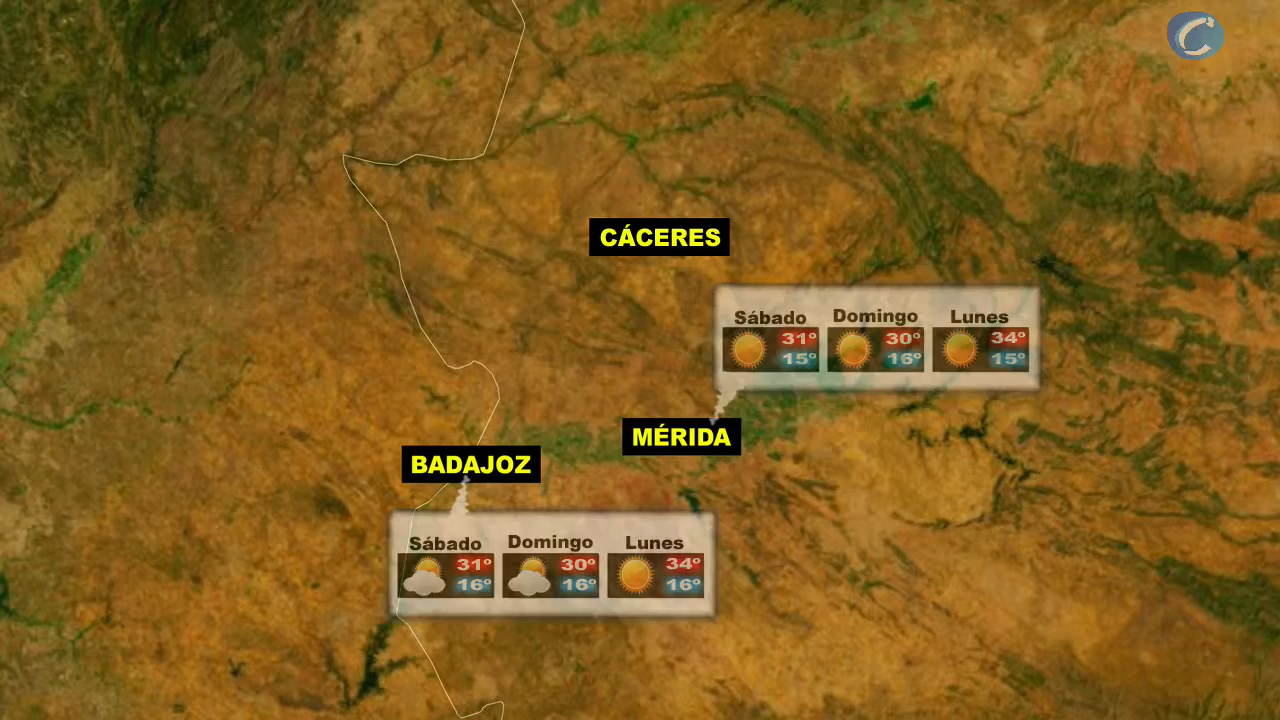 CÁCERES
Sábado Domingo Lunes
31º 30º 34º
15º 16º 15º
MÉRIDA
BADAJOZ
Sábado Domingo Lunes
31º 30º 34º
16º 16º 16º